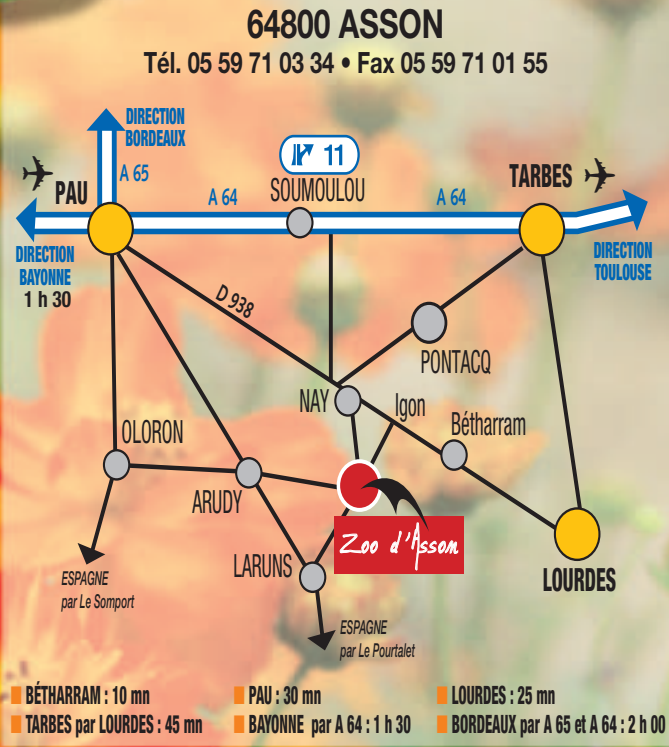 64800 ASSON
Tél. 05 59 71 03 34 • Fax 05 59 71 01 55
DIRECTION
BORDEAUX
A 65
11
PAU
A 64
SOUMOULOU
A 64
TARBES
DIRECTION
BAYONNE
1 h 30
DIRECTION
TOULOUSE
D 938
PONTACQ
NAY
Igon
Bétharram
OLORON
ARUDY
Zoo d'Asson
LARUNS
LOURDES
ESPAGNE
par Le Somport
ESPAGNE
par Le Pourtalet
BÉTHARRAM : 10 mn
PAU : 30 mn
LOURDES : 25 mn
TARBES par LOURDES : 45 mn
BAYONNE par A 64 : 1 h 30
BORDEAUX par A 65 et A 64 : 2 h 00